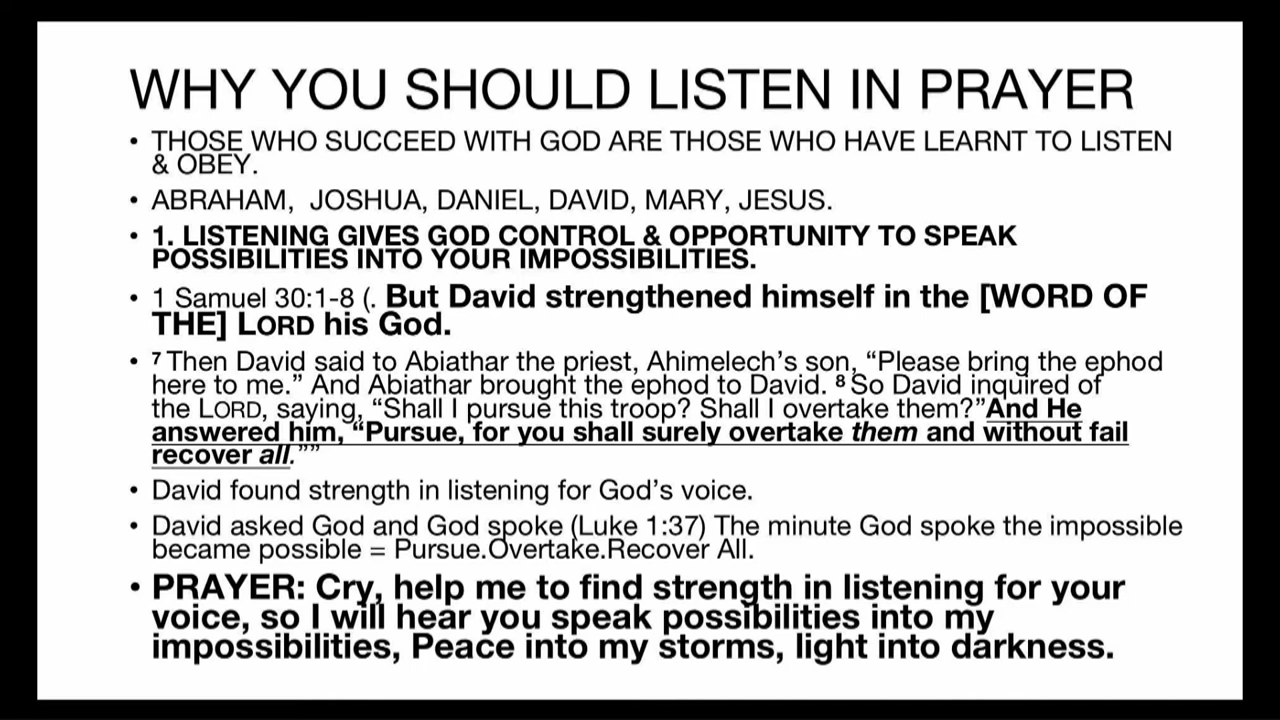 WHY YOU SHOULD LISTEN IN PRAYER
• THOSE WHO SUCCEED WITH GOD ARE THOSE WHO HAVE LEARNT TO LISTEN
& OBEY.
• ABRAHAM, JOSHUA, DANIEL, DAVID, MARY, JESUS.
• 1. LISTENING GIVES GOD CONTROL & OPPORTUNITY TO SPEAK
POSSIBILITIES INTO YOUR IMPOSSIBILITIES.
• 1 Samuel 30:1-8 (. But David strengthened himself in the [WORD OF
THE] LORD his God.
• ⁷ Then David said to Abiathar the priest, Ahimelech’s son, “Please bring the ephod
here to me.” And Abiathar brought the ephod to David. ⁸ So David inquired of
the LORD, saying, “Shall I pursue this troop? Shall I overtake them?”And He
answered him, “Pursue, for you shall surely overtake them and without fail
recover all.””
• David found strength in listening for God’s voice.
• David asked God and God spoke (Luke 1:37) The minute God spoke the impossible
became possible = Pursue.Overtake.Recover All.
• PRAYER: Cry, help me to find strength in listening for your
voice, so I will hear you speak possibilities into my
impossibilities, Peace into my storms, light into darkness.